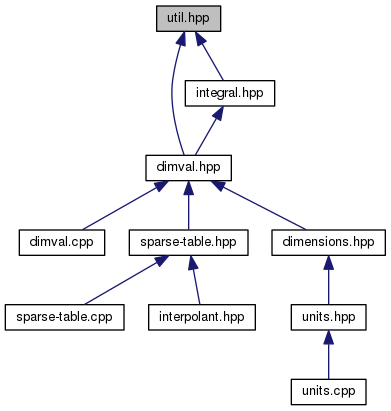 util.hpp
integral.hpp
dimval.hpp
dimval.cpp
sparse-table.hpp
dimensions.hpp
sparse-table.cpp
interpolant.hpp
units.hpp
units.cpp